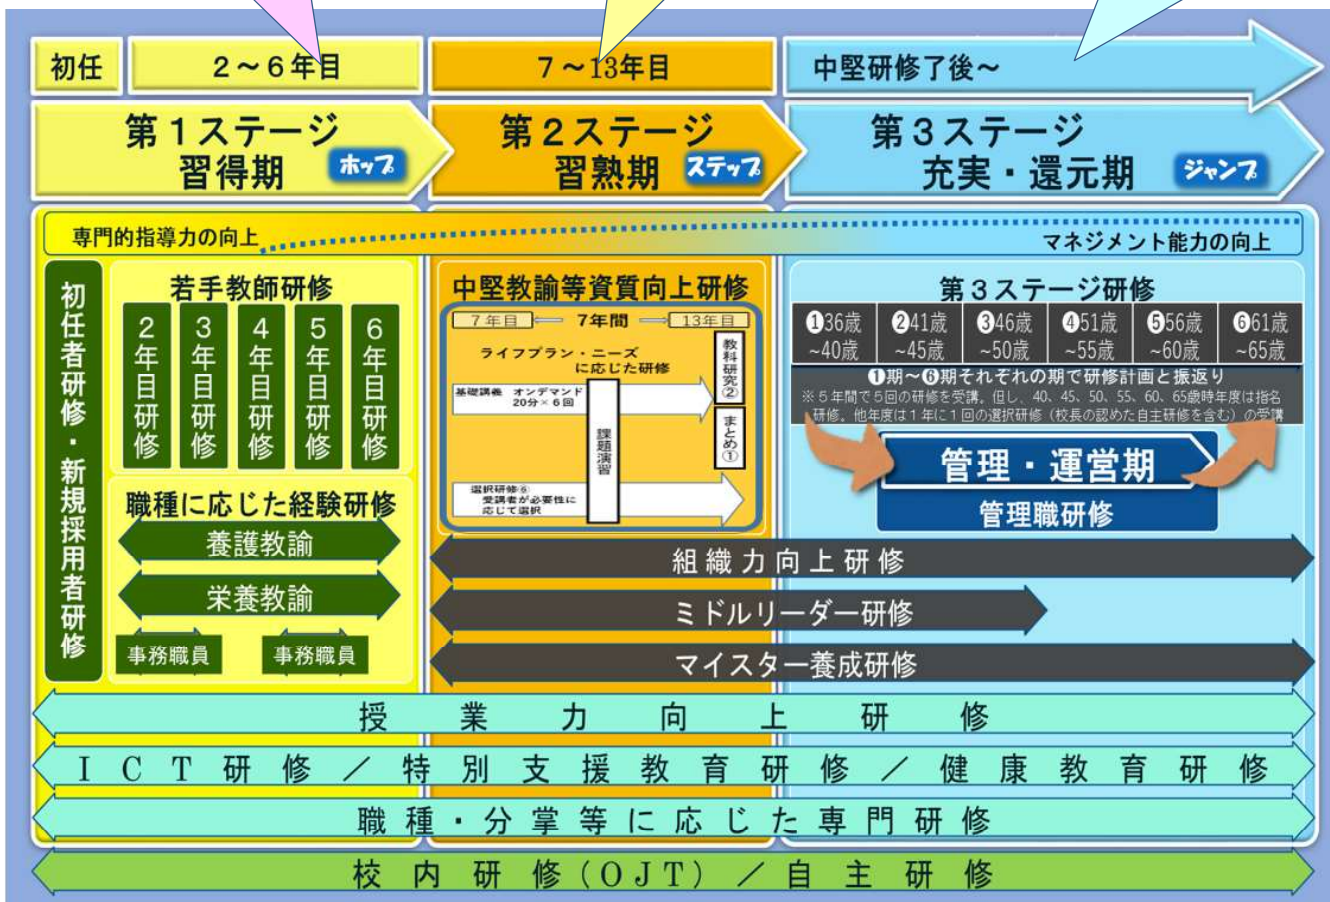 初任
2～6年目
7～13年目
中堅研修了後～
第1ステージ
習得期
ホップ
第2ステージ
習熟期
ステップ
第3ステージ
充実・還元期
ジャンプ
専門的指導力の向上
マネジメント能力の向上
初任者研修・新規採用者研修
若手教師研修
2年目研修
3年目研修
4年目研修
5年目研修
6年目研修
職種に応じた経験研修
養護教諭
栄養教諭
事務職員
事務職員
中堅教諭等資質向上研修
7年目
7年間
13年目
ライフプラン・ニーズ
に応じた研修
基礎講義 オンデマンド
20分×6回
課題演習
教科研究②
まとめ①
選択研修⑥
受講者が必要性に
応じて選択
第3ステージ研修
❶36歳
~40歳
❷41歳
~45歳
❸46歳
~50歳
❹51歳
~55歳
❺56歳
~60歳
❻61歳
~65歳
❶期～❻期それぞれの期で研修計画と振返り
※5年間で5回の研修を受講。但し、40、45、50、55、60、65歳時年度は指名
研修。他年度は1年に1回の選択研修（校長の認めた自主研修を含む）の受講
管理・運営期
管理職研修
組織力向上研修
ミドルリーダー研修
マイスター養成研修
授業力向上研修
ICT研修／特別支援教育研修／健康教育研修
職種・分掌等に応じた専門研修
校内研修(OJT)／自主研修